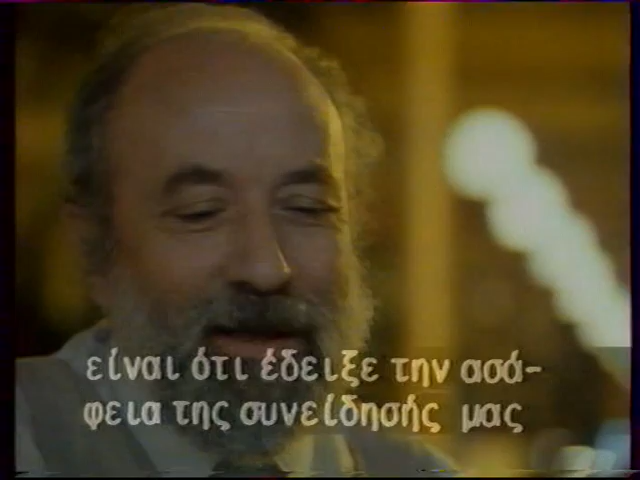 είναι ότι έδειξε την ασά-
φεια της συνείδησής μας